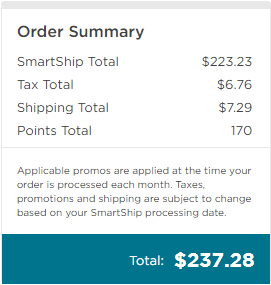 Order Summary
SmartShip Total $223.23
Tax Total $6.76
Shipping Total $7.29
Points Total 170
Applicable promos are applied at the time your
order is processed each month. Taxes,
promotions and shipping are subject to change
based on your SmartShip processing date.
Total: $237.28